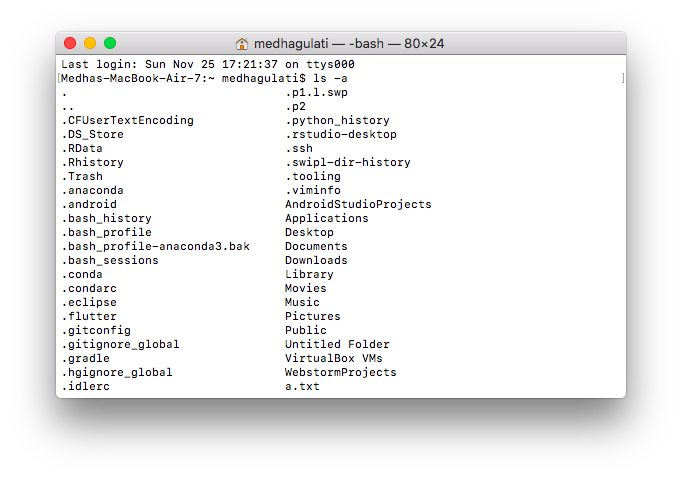 medhagulati — -bash — 80×24
Last login: Sun Nov 25 17:21:37 on ttys000
[Medhas-MacBook-Air-7:~ medhagulati$ ls -a ]
. .p1.l.swp
.. .p2
.CFUserTextEncoding .python_history
.DS_Store .rstudio-desktop
.RData .ssh
.Rhistory .swipl-dir-history
.Trash .tooling
.anaconda .viminfo
.android AndroidStudioProjects
.bash_history Applications
.bash_profile Desktop
.bash_profile-anaconda3.bak Documents
.bash_sessions Downloads
.conda Library
.condarc Movies
.eclipse Music
.flutter Pictures
.gitconfig Public
.gitignore_global Untitled Folder
.gradle VirtualBox VMs
.hgignore_global WebstormProjects
.idlerc a.txt